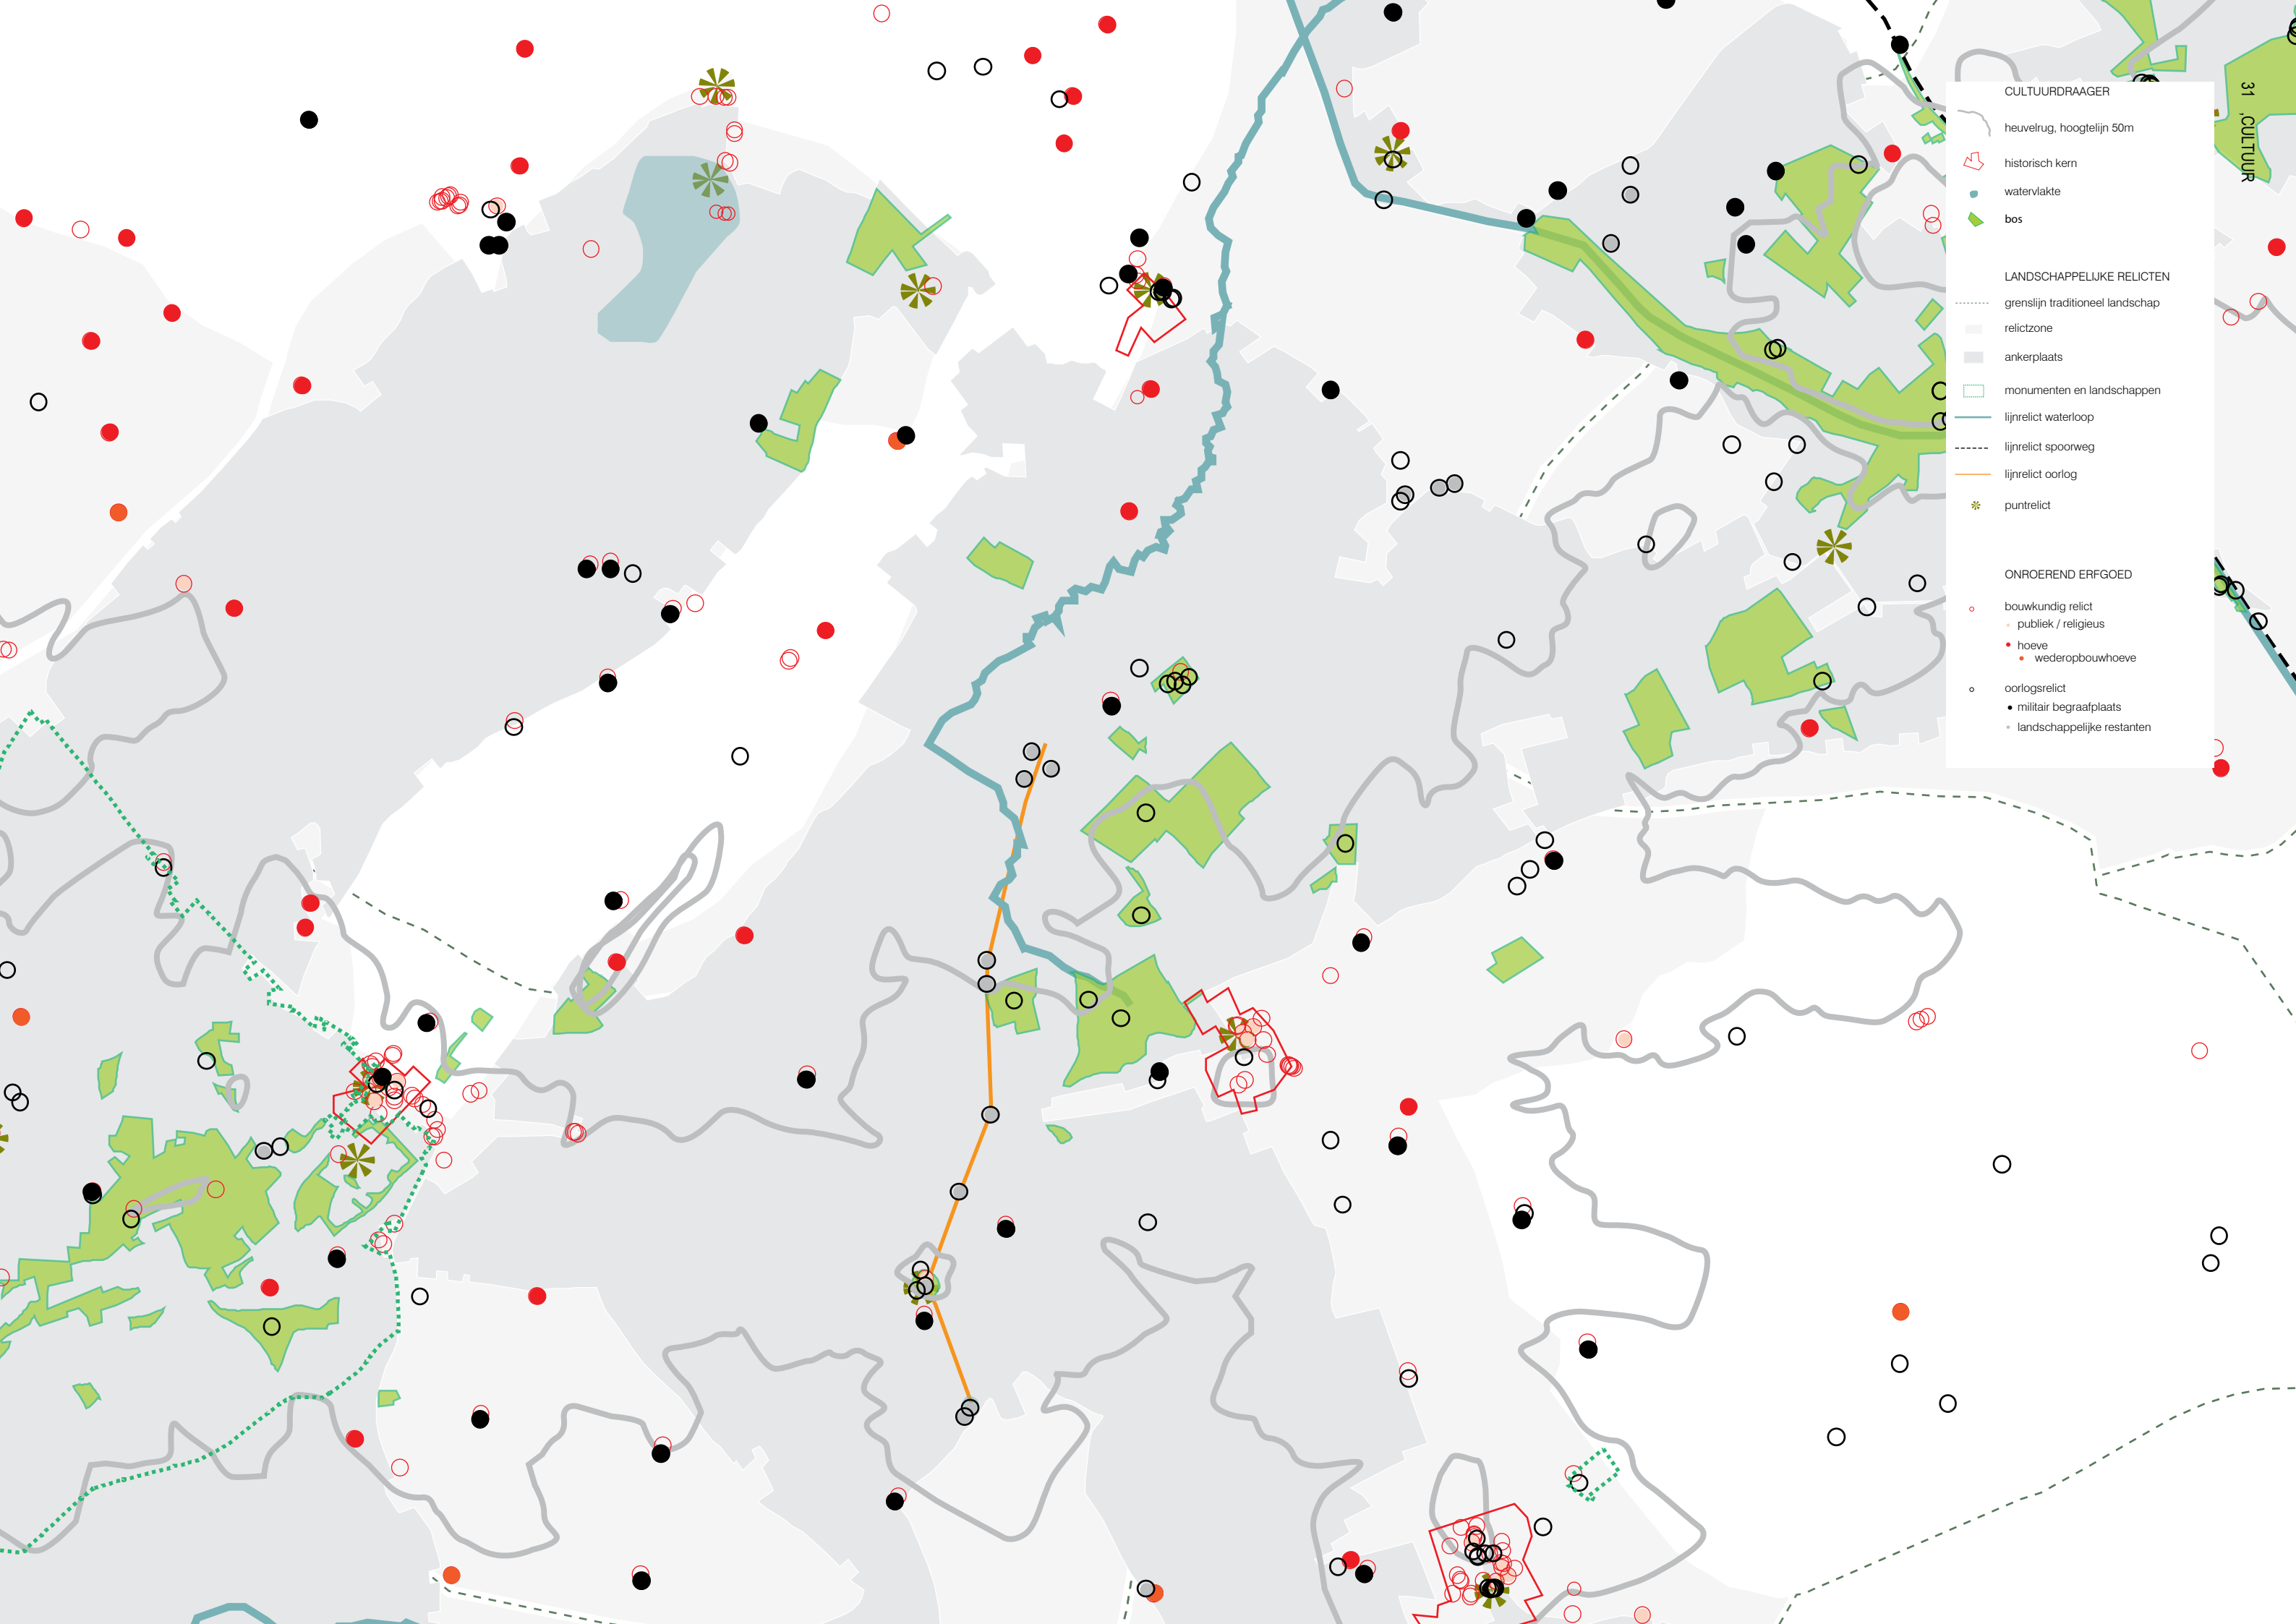 CULTUURDRAAGER
heuvelrug, hoogtelijn 50m
historisch kern
watervlakte
bos
LANDSCHAPPELIJKE RELICTEN
grenslijn traditioneel landschap
relictzone
ankerplaats
monumenten en landschappen
lijnrelict waterloop
lijnrelict spoorweg
lijnrelict oorlog
puntrelict
ONROEREND ERFGOED
bouwkundig relict
publiek / religieus
hoeve
wederopbouwhoeve
oorlogsrelict
militair begraafplaats
landschappelijke restanten
31 .CULTUUR